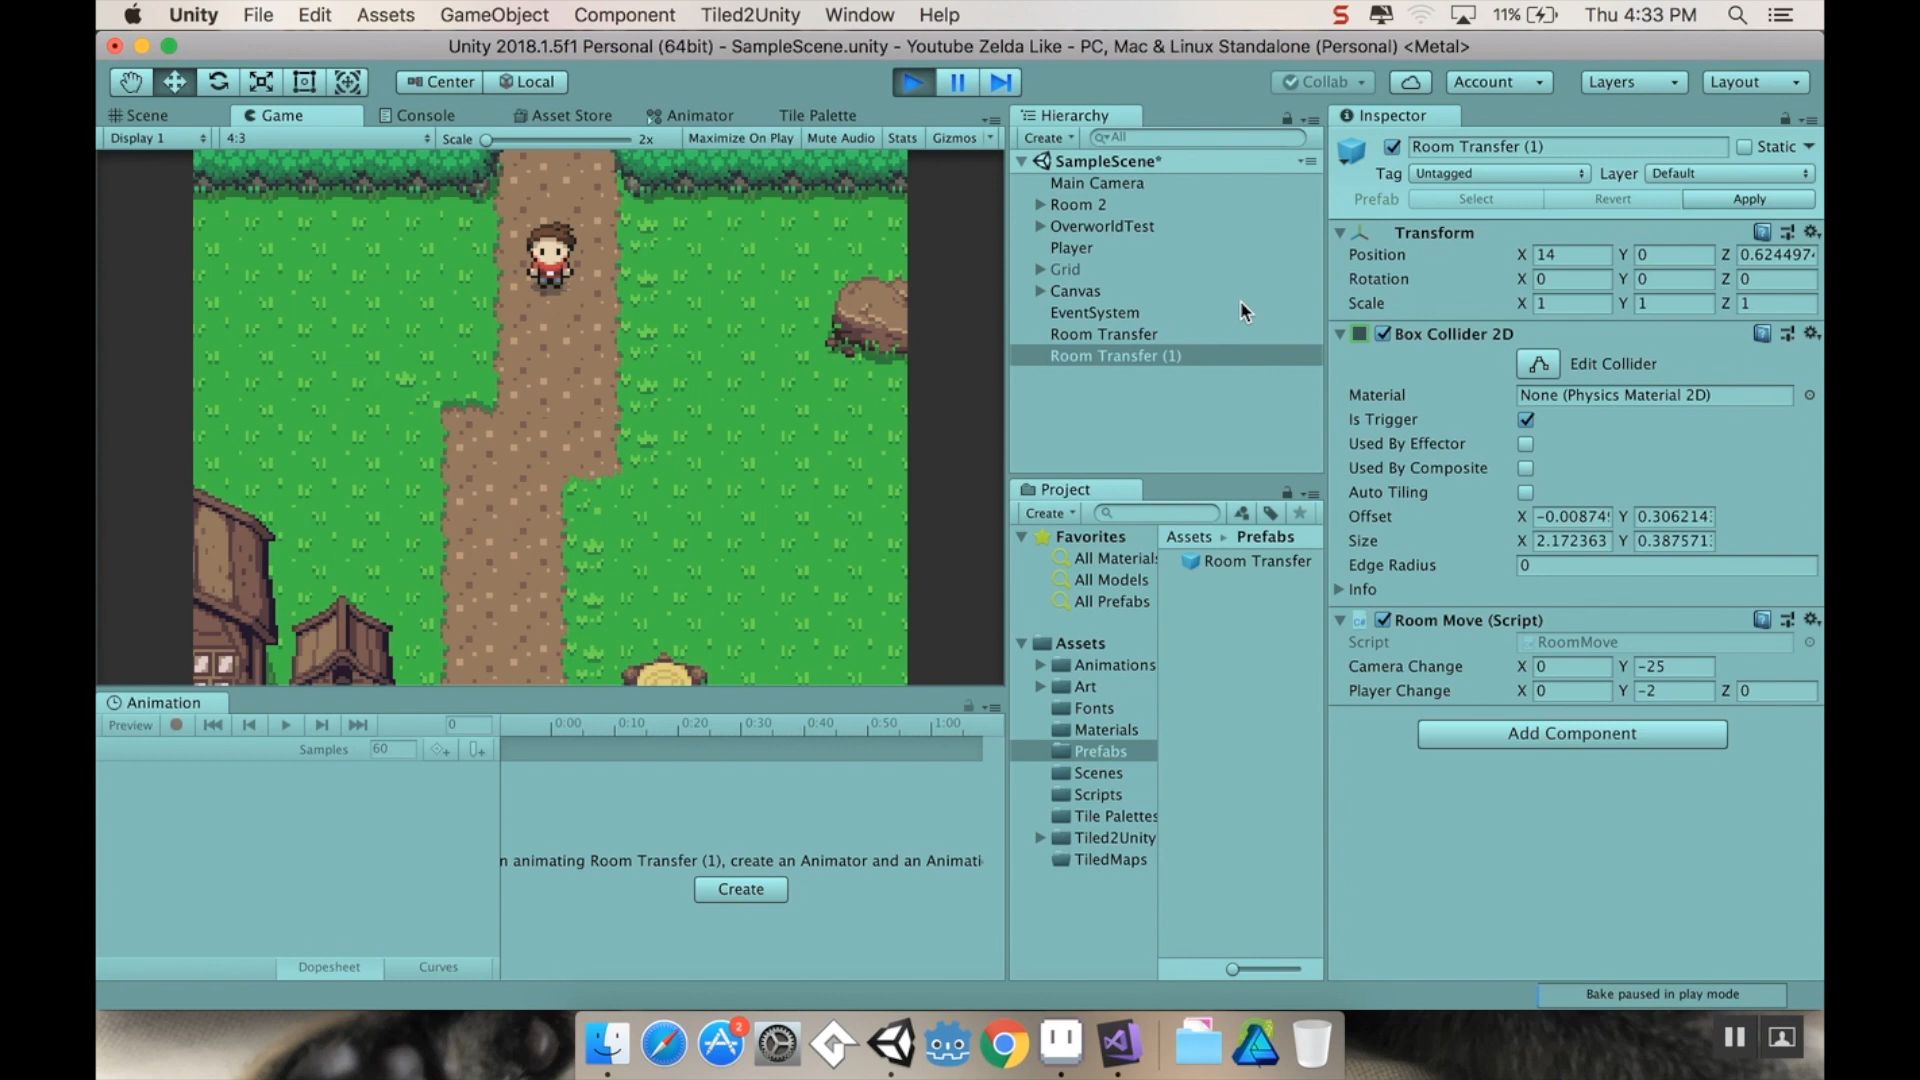 Unity File Edit Assets GameObject Component Tiled2Unity Window Help S 11% Thu 4:33 PM
Unity 2018.1.5f1 Personal (64bit) - SampleScene.unity - Youtube Zelda Like - PC, Mac & Linux Standalone (Personal) <Metal>
Center Local Collab Account Layers Layout
Scene Game Console Asset Store Animator Tile Palette
Display 1 4:3 Scale 2x Maximize On Play Mute Audio Stats Gizmos
Hierarchy
Create All
SampleScene*
Main Camera
Room 2
OverworldTest
Player
Grid
Canvas
EventSystem
Room Transfer
Room Transfer (1)
Project
Create
Favorites
All Materials
All Models
All Prefabs
Assets
Animations
Art
Fonts
Materials
Prefabs
Scenes
Scripts
Tile Palettes
Tiled2Unity
TiledMaps
Assets Prefabs
Room Transfer
Inspector
Room Transfer (1) Static
Tag Untagged Layer Default
Prefab Select Revert Apply
Transform
Position X 14 Y 0 Z 0.6244974
Rotation X 0 Y 0 Z 0
Scale X 1 Y 1 Z 1
Box Collider 2D
Edit Collider
Material None (Physics Material 2D)
Is Trigger
Used By Effector
Used By Composite
Auto Tiling
Offset X -0.00874 Y 0.306214
Size X 2.172363 Y 0.387571
Edge Radius 0
Info
Room Move (Script)
Script RoomMove
Camera Change X 0 Y -25
Player Change X 0 Y -2 Z 0
Add Component
Animation
Preview 0 0:00 0:10 0:20 0:30 0:40 0:50 1:00
Samples 60
n animating Room Transfer (1), create an Animator and an Animati
Create
Dopesheet Curves
Bake paused in play mode
2